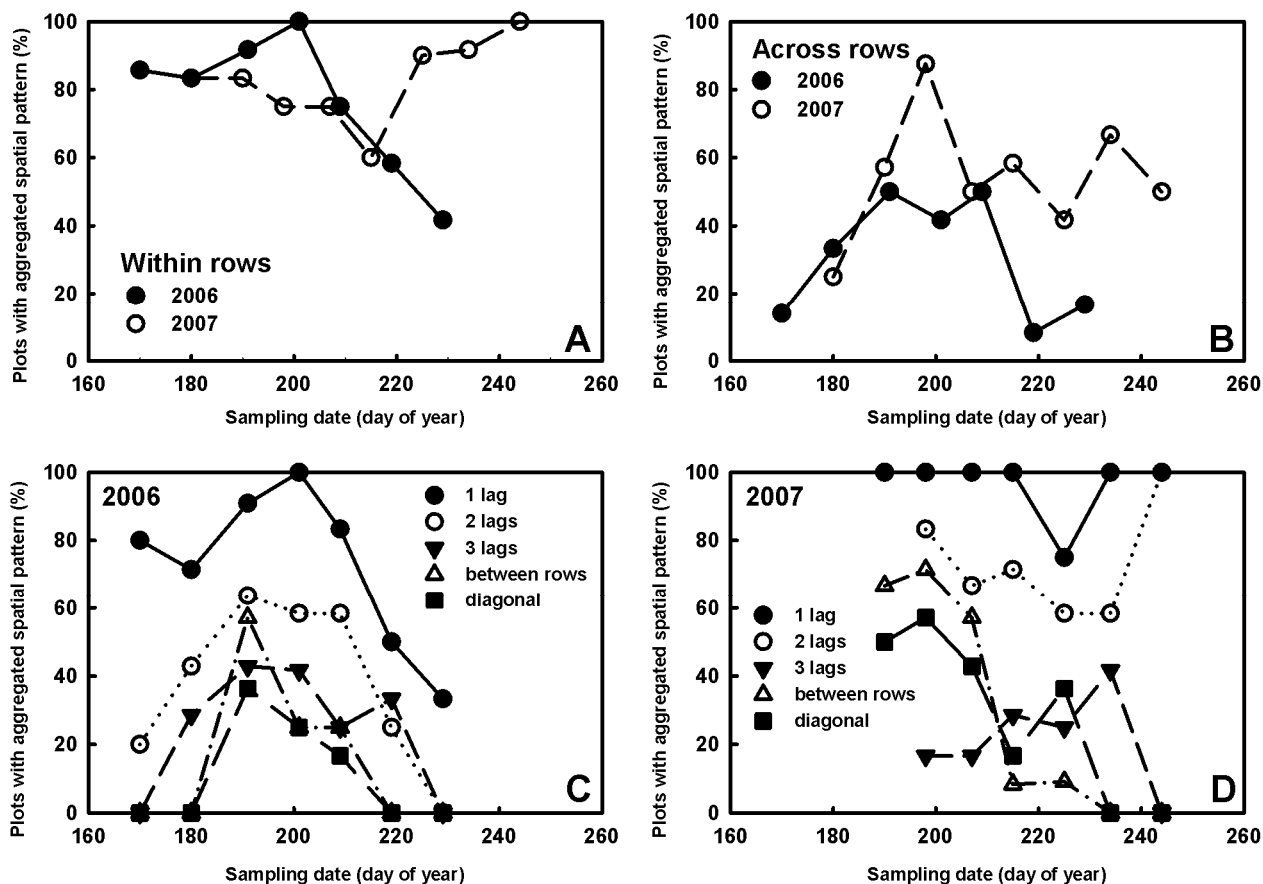 Plots with aggregated spatial pattern (%)
100
80
60
40
20
0
Within rows
2006
2007
A
160 180 200 220 240 260
Sampling date (day of year)
Plots with aggregated spatial pattern (%)
100
80
60
40
20
0
Across rows
2006
2007
B
160 180 200 220 240 260
Sampling date (day of year)
Plots with aggregated spatial pattern (%)
100
80
60
40
20
0
2006
1 lag
2 lags
3 lags
between rows
diagonal
C
160 180 200 220 240 260
Sampling date (day of year)
Plots with aggregated spatial pattern (%)
100
80
60
40
20
0
2007
1 lag
2 lags
3 lags
between rows
diagonal
D
160 180 200 220 240 260
Sampling date (day of year)